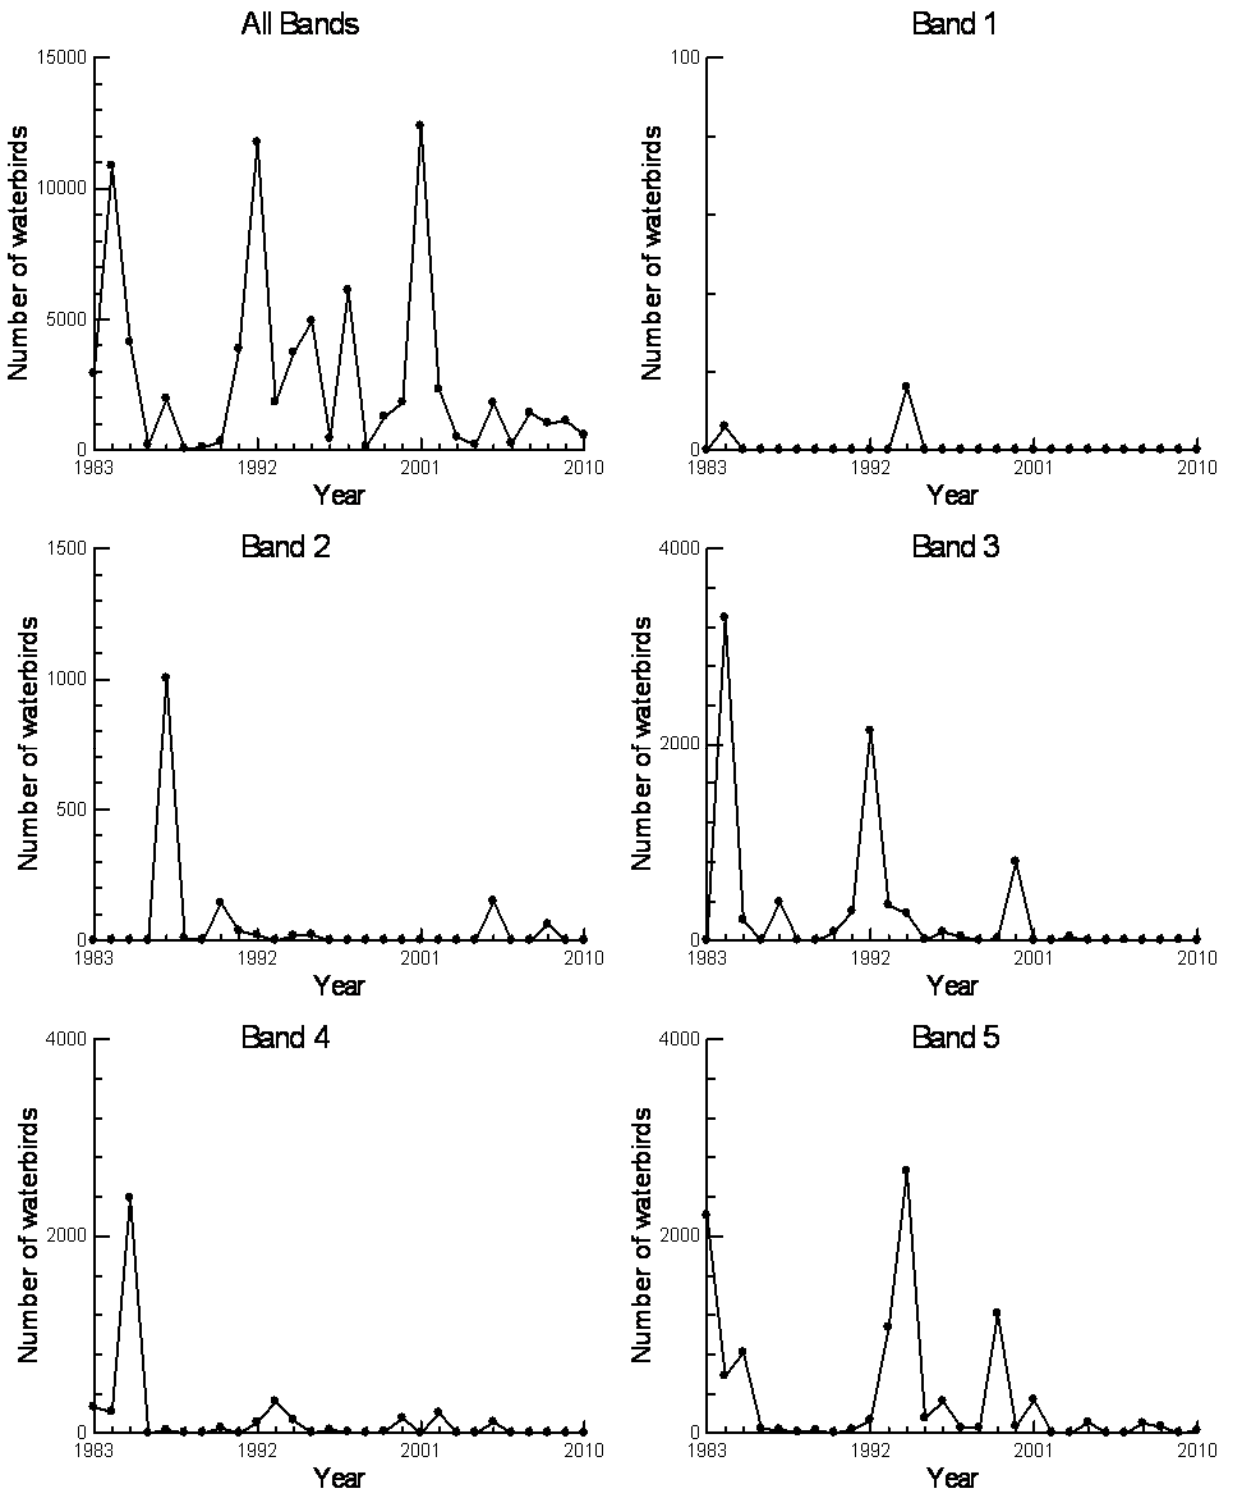 All Bands
15000
10000
5000
0
Number of waterbirds
1983 1992 2001 2010
Year
Band 1
100
0
Number of waterbirds
1983 1992 2001 2010
Year
Band 2
1500
1000
500
0
Number of waterbirds
1983 1992 2001 2010
Year
Band 3
4000
2000
0
Number of waterbirds
1983 1992 2001 2010
Year
Band 4
4000
2000
0
Number of waterbirds
1983 1992 2001 2010
Year
Band 5
4000
2000
0
Number of waterbirds
1983 1992 2001 2010
Year